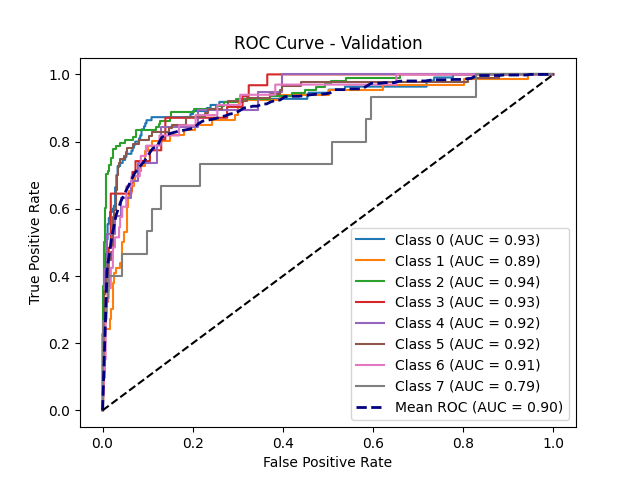 ROC Curve - Validation
True Positive Rate
1.0
0.8
0.6
0.4
0.2
0.0
Class 0 (AUC = 0.93)
Class 1 (AUC = 0.89)
Class 2 (AUC = 0.94)
Class 3 (AUC = 0.93)
Class 4 (AUC = 0.92)
Class 5 (AUC = 0.92)
Class 6 (AUC = 0.91)
Class 7 (AUC = 0.79)
Mean ROC (AUC = 0.90)
0.0 0.2 0.4 0.6 0.8 1.0
False Positive Rate